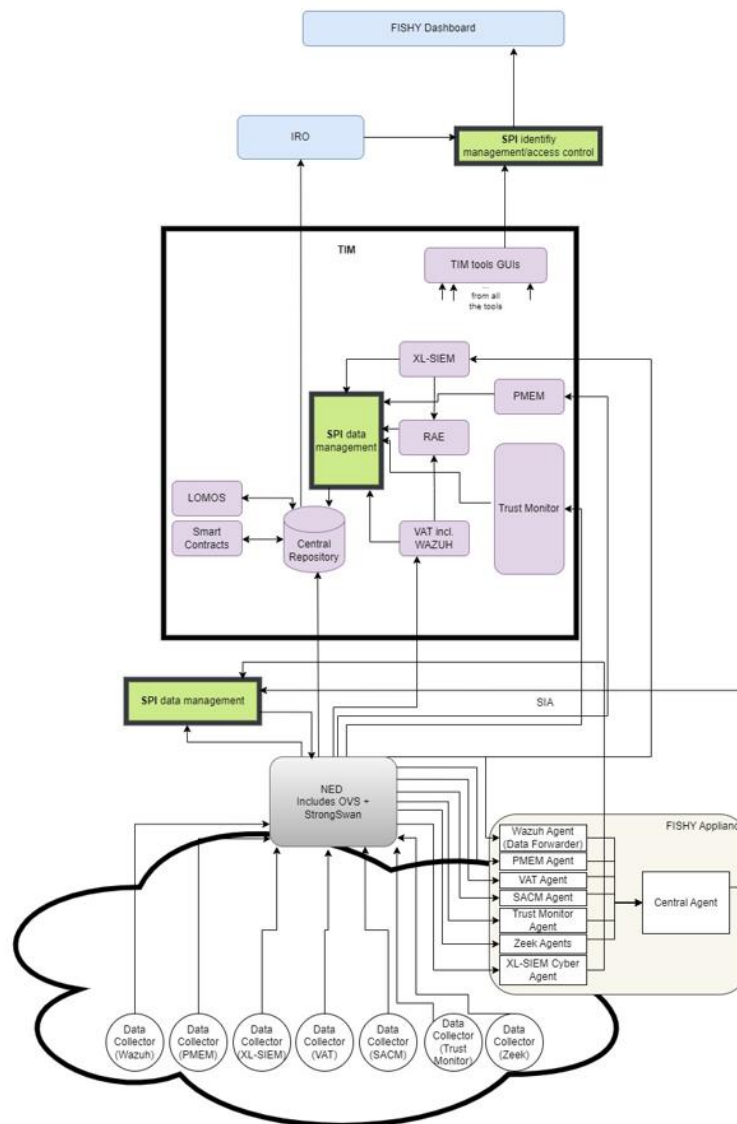 FISHY Dashboard
IRO
SPI identifiy
management/access control
TIM
TIM tools GUIs
...
from all
the tools
XL-SIEM
PMEM
SPI data
management
RAE
Trust Monitor
LOMOS
Smart
Contracts
Central
Repository
VAT incl.
WAZUH
SPI data management
SIA
NED
Includes OVS +
StrongSwan
FISHY Applianc
Wazuh Agent
(Data Forwarder)
PMEM Agent
VAT Agent
SACM Agent
Trust Monitor
Agent
Zeek Agents
XL-SIEM Cyber
Agent
Central Agent
Data
Collector
(Wazuh)
Data
Collector
(PMEM)
Data
Collector
(XL-SIEM)
Data
Collector
(VAT)
Data
Collector
(SACM)
Data
Collector
(Trust
Monitor)
Data
Collector
(Zeek)